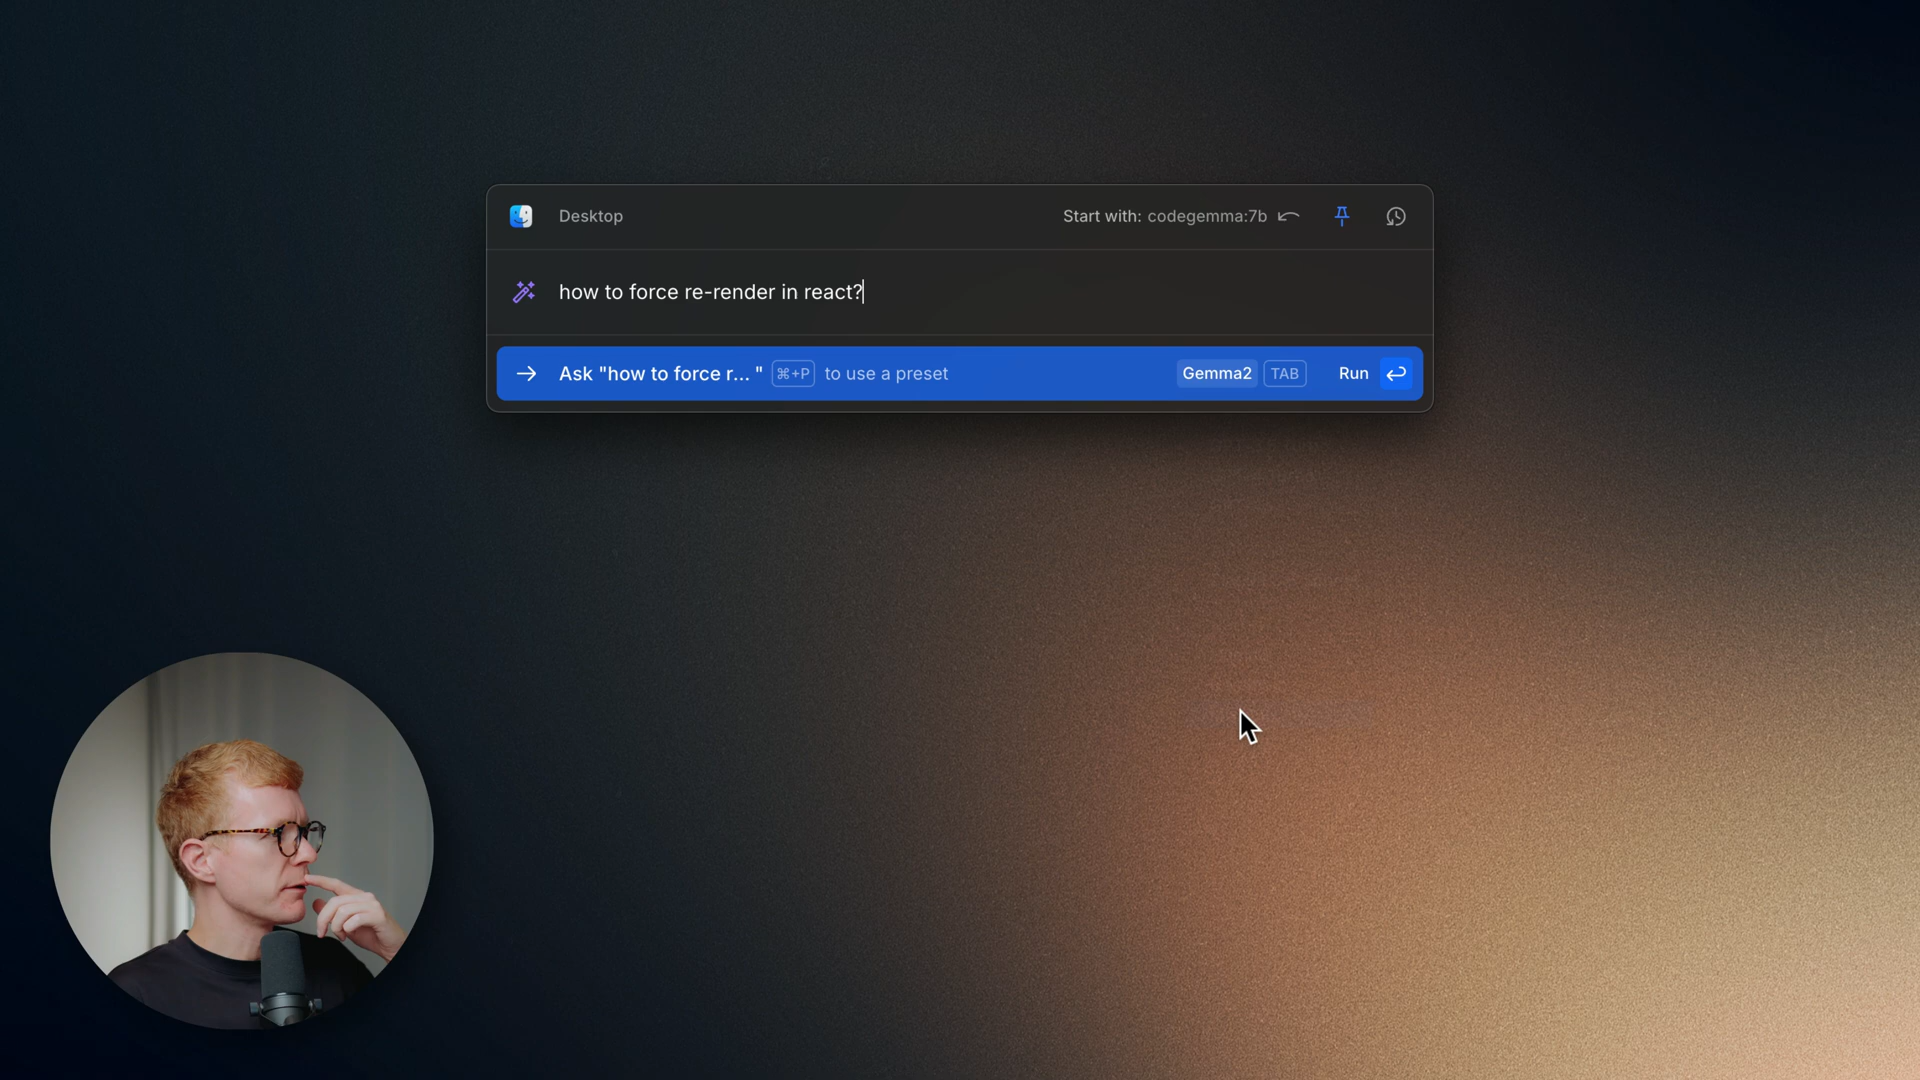 Desktop
Start with: codegemma:7b
how to force re-render in react?
Ask "how to force r... " ⌘+P to use a preset
Gemma2 TAB Run